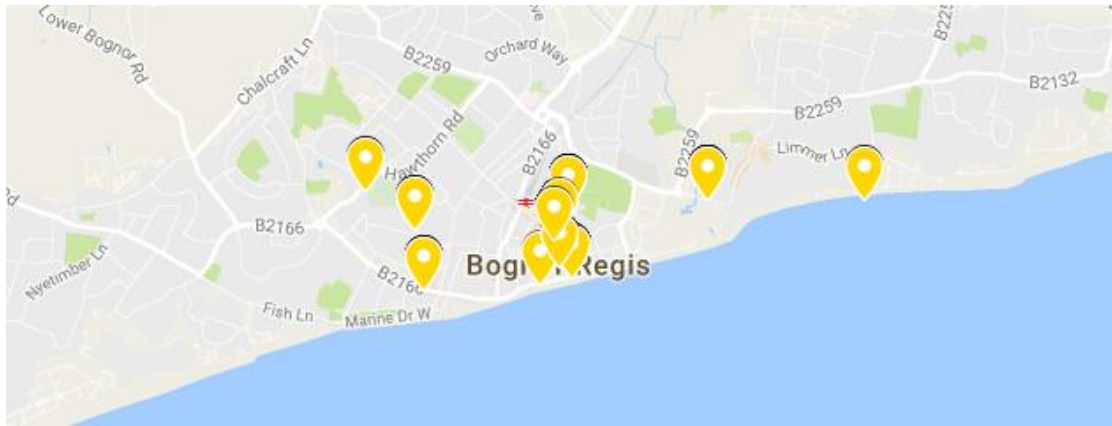 Lower Bognor Rd
Chalcraft Ln
B2259
Orchard Way
B2259
B2132
B2166
Hawthorn Rd
B2259
Limmer Ln
Rd
B2166
Nyetimber Ln
B2166
Bognor Regis
Fish Ln
Marine Dr W